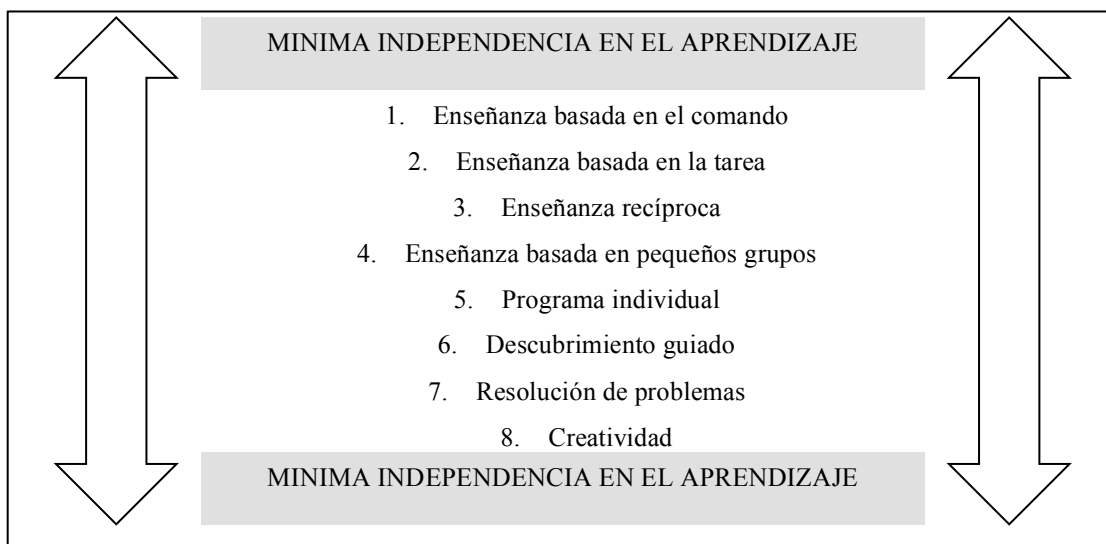 MINIMA INDEPENDENCIA EN EL APRENDIZAJE
1. Enseñanza basada en el comando
2. Enseñanza basada en la tarea
3. Enseñanza recíproca
4. Enseñanza basada en pequeños grupos
5. Programa individual
6. Descubrimiento guiado
7. Resolución de problemas
8. Creatividad
MINIMA INDEPENDENCIA EN EL APRENDIZAJE